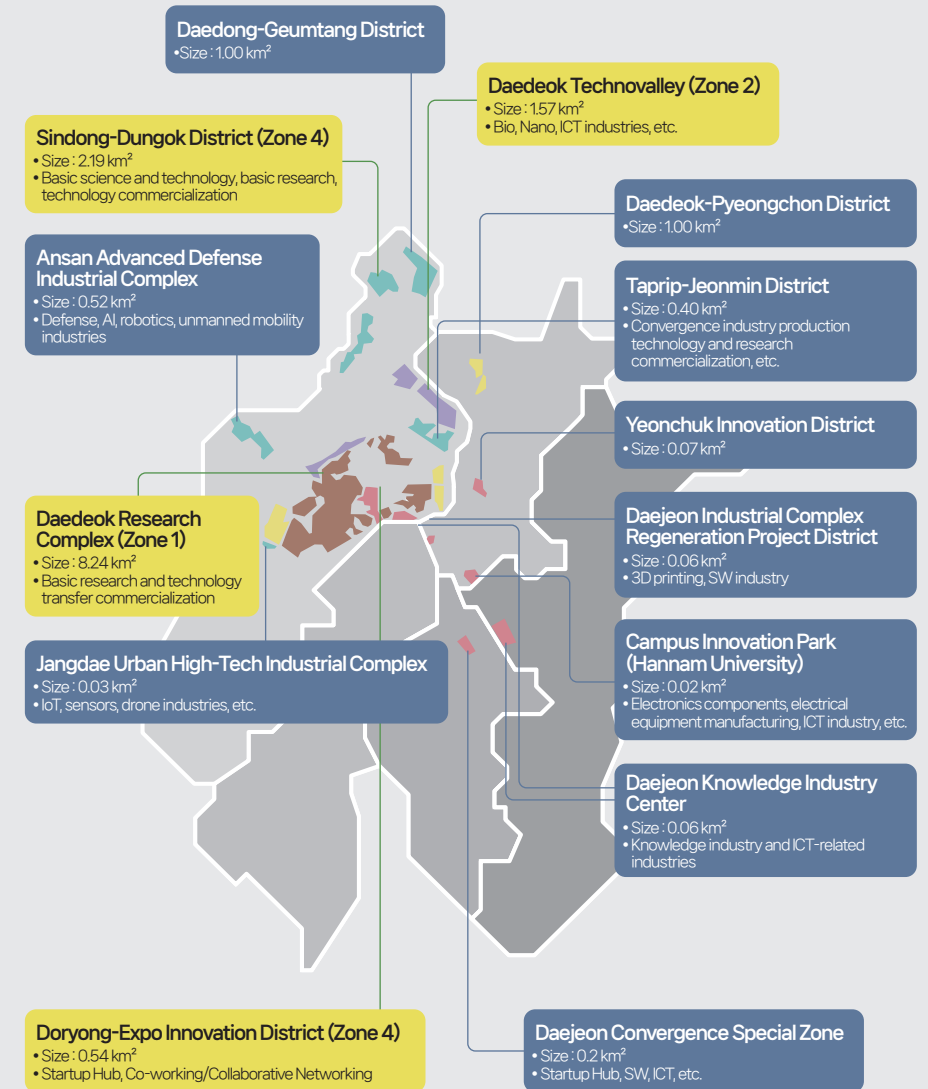 Daedong-Geumtang District
•Size : 1.00 km²
Daedeok Technovalley (Zone 2)
• Size : 1.57 km²
• Bio, Nano, ICT industries, etc.
Sindong-Dungok District (Zone 4)
• Size : 2.19 km²
• Basic science and technology, basic research,
technology commercialization
Daedeok-Pyeongchon District
•Size : 1.00 km²
Ansan Advanced Defense
Industrial Complex
• Size : 0.52 km²
• Defense, AI, robotics, unmanned mobility
industries
Taprip-Jeonmin District
• Size : 0.40 km²
• Convergence industry production
technology and research
commercialization, etc.
Yeonchuk Innovation District
• Size : 0.07 km²
Daedeok Research
Complex (Zone 1)
• Size : 8.24 km²
• Basic research and technology
transfer commercialization
Daejeon Industrial Complex
Regeneration Project District
• Size : 0.06 km²
• 3D printing, SW industry
Campus Innovation Park
(Hannam University)
• Size : 0.02 km²
• Electronics components, electrical
equipment manufacturing, ICT industry, etc.
Jangdae Urban High-Tech Industrial Complex
• Size : 0.03 km²
• IoT, sensors, drone industries, etc.
Daejeon Knowledge Industry
Center
• Size : 0.06 km²
• Knowledge industry and ICT-related
industries
Doryong-Expo Innovation District (Zone 4)
• Size : 0.54 km²
• Startup Hub, Co-working/Collaborative Networking
Daejeon Convergence Special Zone
• Size : 0.2 km²
• Startup Hub, SW, ICT, etc.